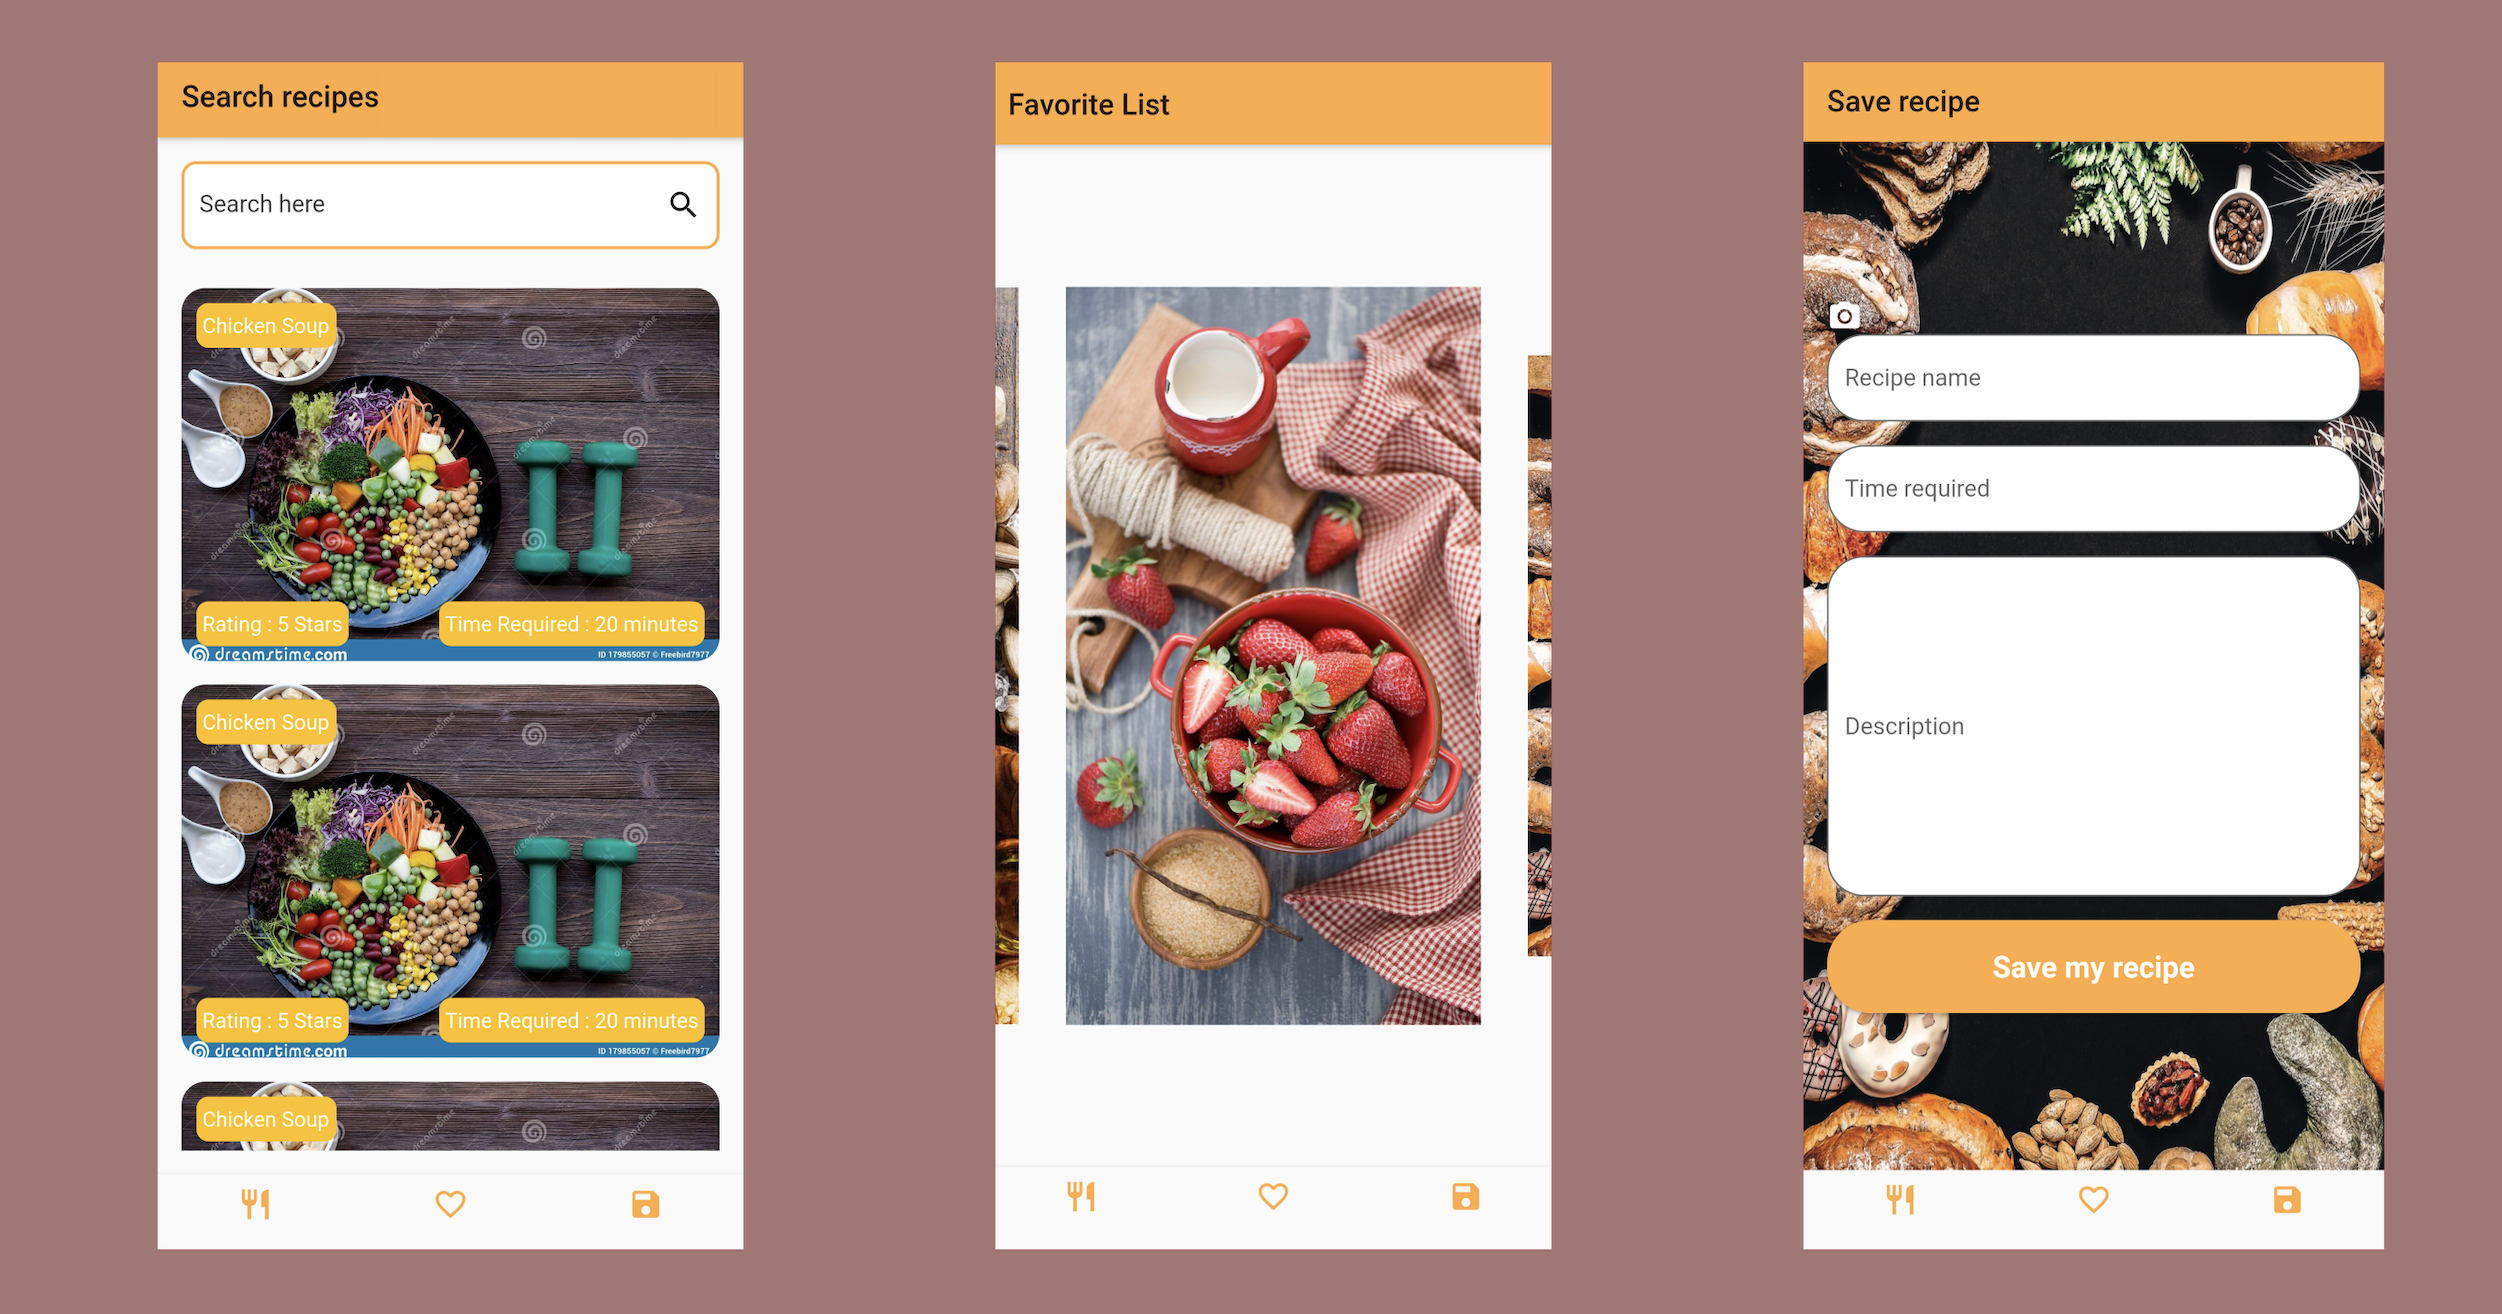 Search recipes
Search here
Chicken Soup
Rating : 5 Stars
Time Required : 20 minutes
dreamstime.com
ID 179855057 © Freebird7977
Chicken Soup
Rating : 5 Stars
Time Required : 20 minutes
dreamstime.com
ID 179855057 © Freebird7977
Chicken Soup
Favorite List
Save recipe
Recipe name
Time required
Description
Save my recipe